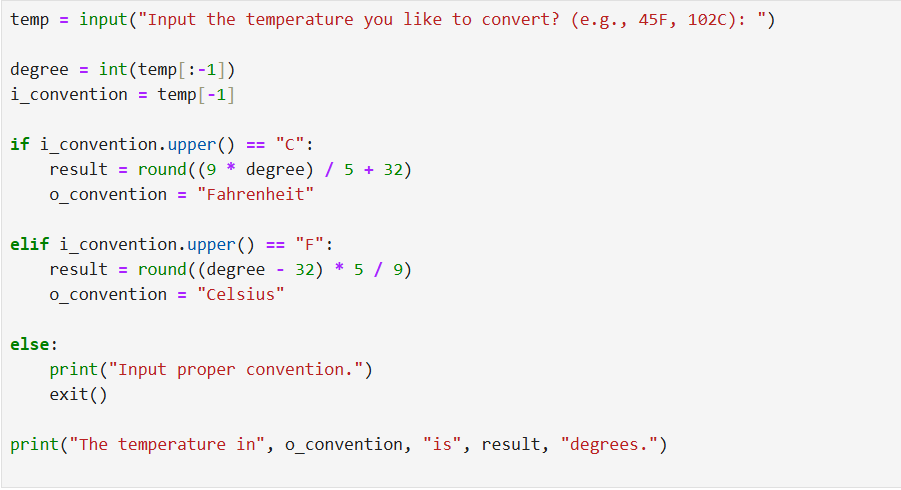 temp = input("Input the temperature you like to convert? (e.g., 45F, 102C): ")
degree = int(temp[:-1])
i_convention = temp[-1]
if i_convention.upper() == "C":
    result = round((9 * degree) / 5 + 32)
    o_convention = "Fahrenheit"
elif i_convention.upper() == "F":
    result = round((degree - 32) * 5 / 9)
    o_convention = "Celsius"
else:
    print("Input proper convention.")
    exit()
print("The temperature in", o_convention, "is", result, "degrees.")